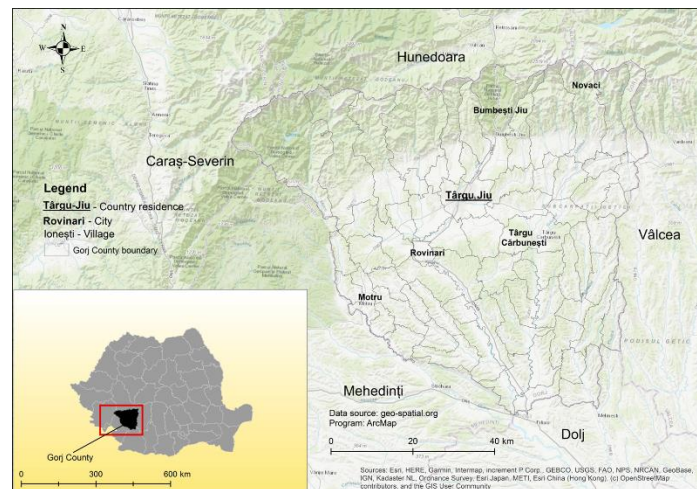 N
W E
S
Hunedoara
Novaci
Bumbești Jiu
Caraș-Severin
Legend
Târgu-Jiu - Country residence
Rovinari - City
Ionești - Village
Gorj County boundary
Târgu Jiu
Târgu
Cărbunești
Vâlcea
Rovinari
Motru
Mehedinți
Data source: geo-spatial.org
Program: ArcMap
Dolj
0 20 40 km
Gorj County
0 300 600 km
Sources: Esri, HERE, Garmin, Intermap, increment P Corp., GEBCO, USGS, FAO, NPS, NRCAN, GeoBase,
IGN, Kadaster NL, Ordnance Survey, Esri Japan, METI, Esri China (Hong Kong), (c) OpenStreetMap
contributors, and the GIS User Community